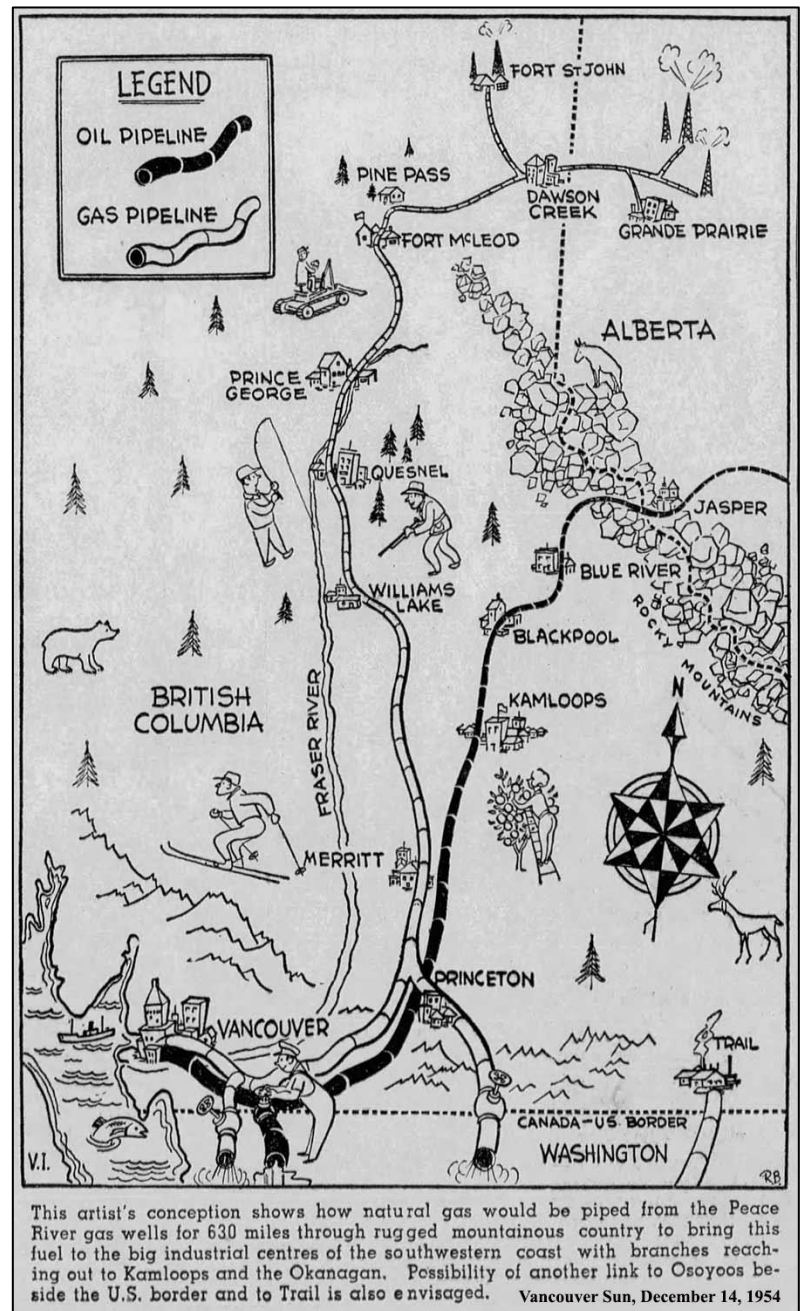 LEGEND
OIL PIPELINE
GAS PIPELINE
FORT ST JOHN
PINE PASS
DAWSON
CREEK
GRANDE PRAIRIE
FORT McLEOD
ALBERTA
PRINCE
GEORGE
QUESNEL
JASPER
BLUE RIVER
WILLIAMS
LAKE
BLACKPOOL
ROCKY MOUNTAINS
BRITISH
COLUMBIA
KAMLOOPS
N
FRASER RIVER
MERRITT
PRINCETON
VANCOUVER
TRAIL
CANADA-U.S. BORDER
WASHINGTON
V.I.
R.B.
This artist's conception shows how natural gas would be piped from the Peace
River gas wells for 630 miles through rugged mountainous country to bring this
fuel to the big industrial centres of the southwestern coast with branches reach-
ing out to Kamloops and the Okanagan. Possibility of another link to Osoyoos be-
side the U.S. border and to Trail is also envisaged.
Vancouver Sun, December 14, 1954